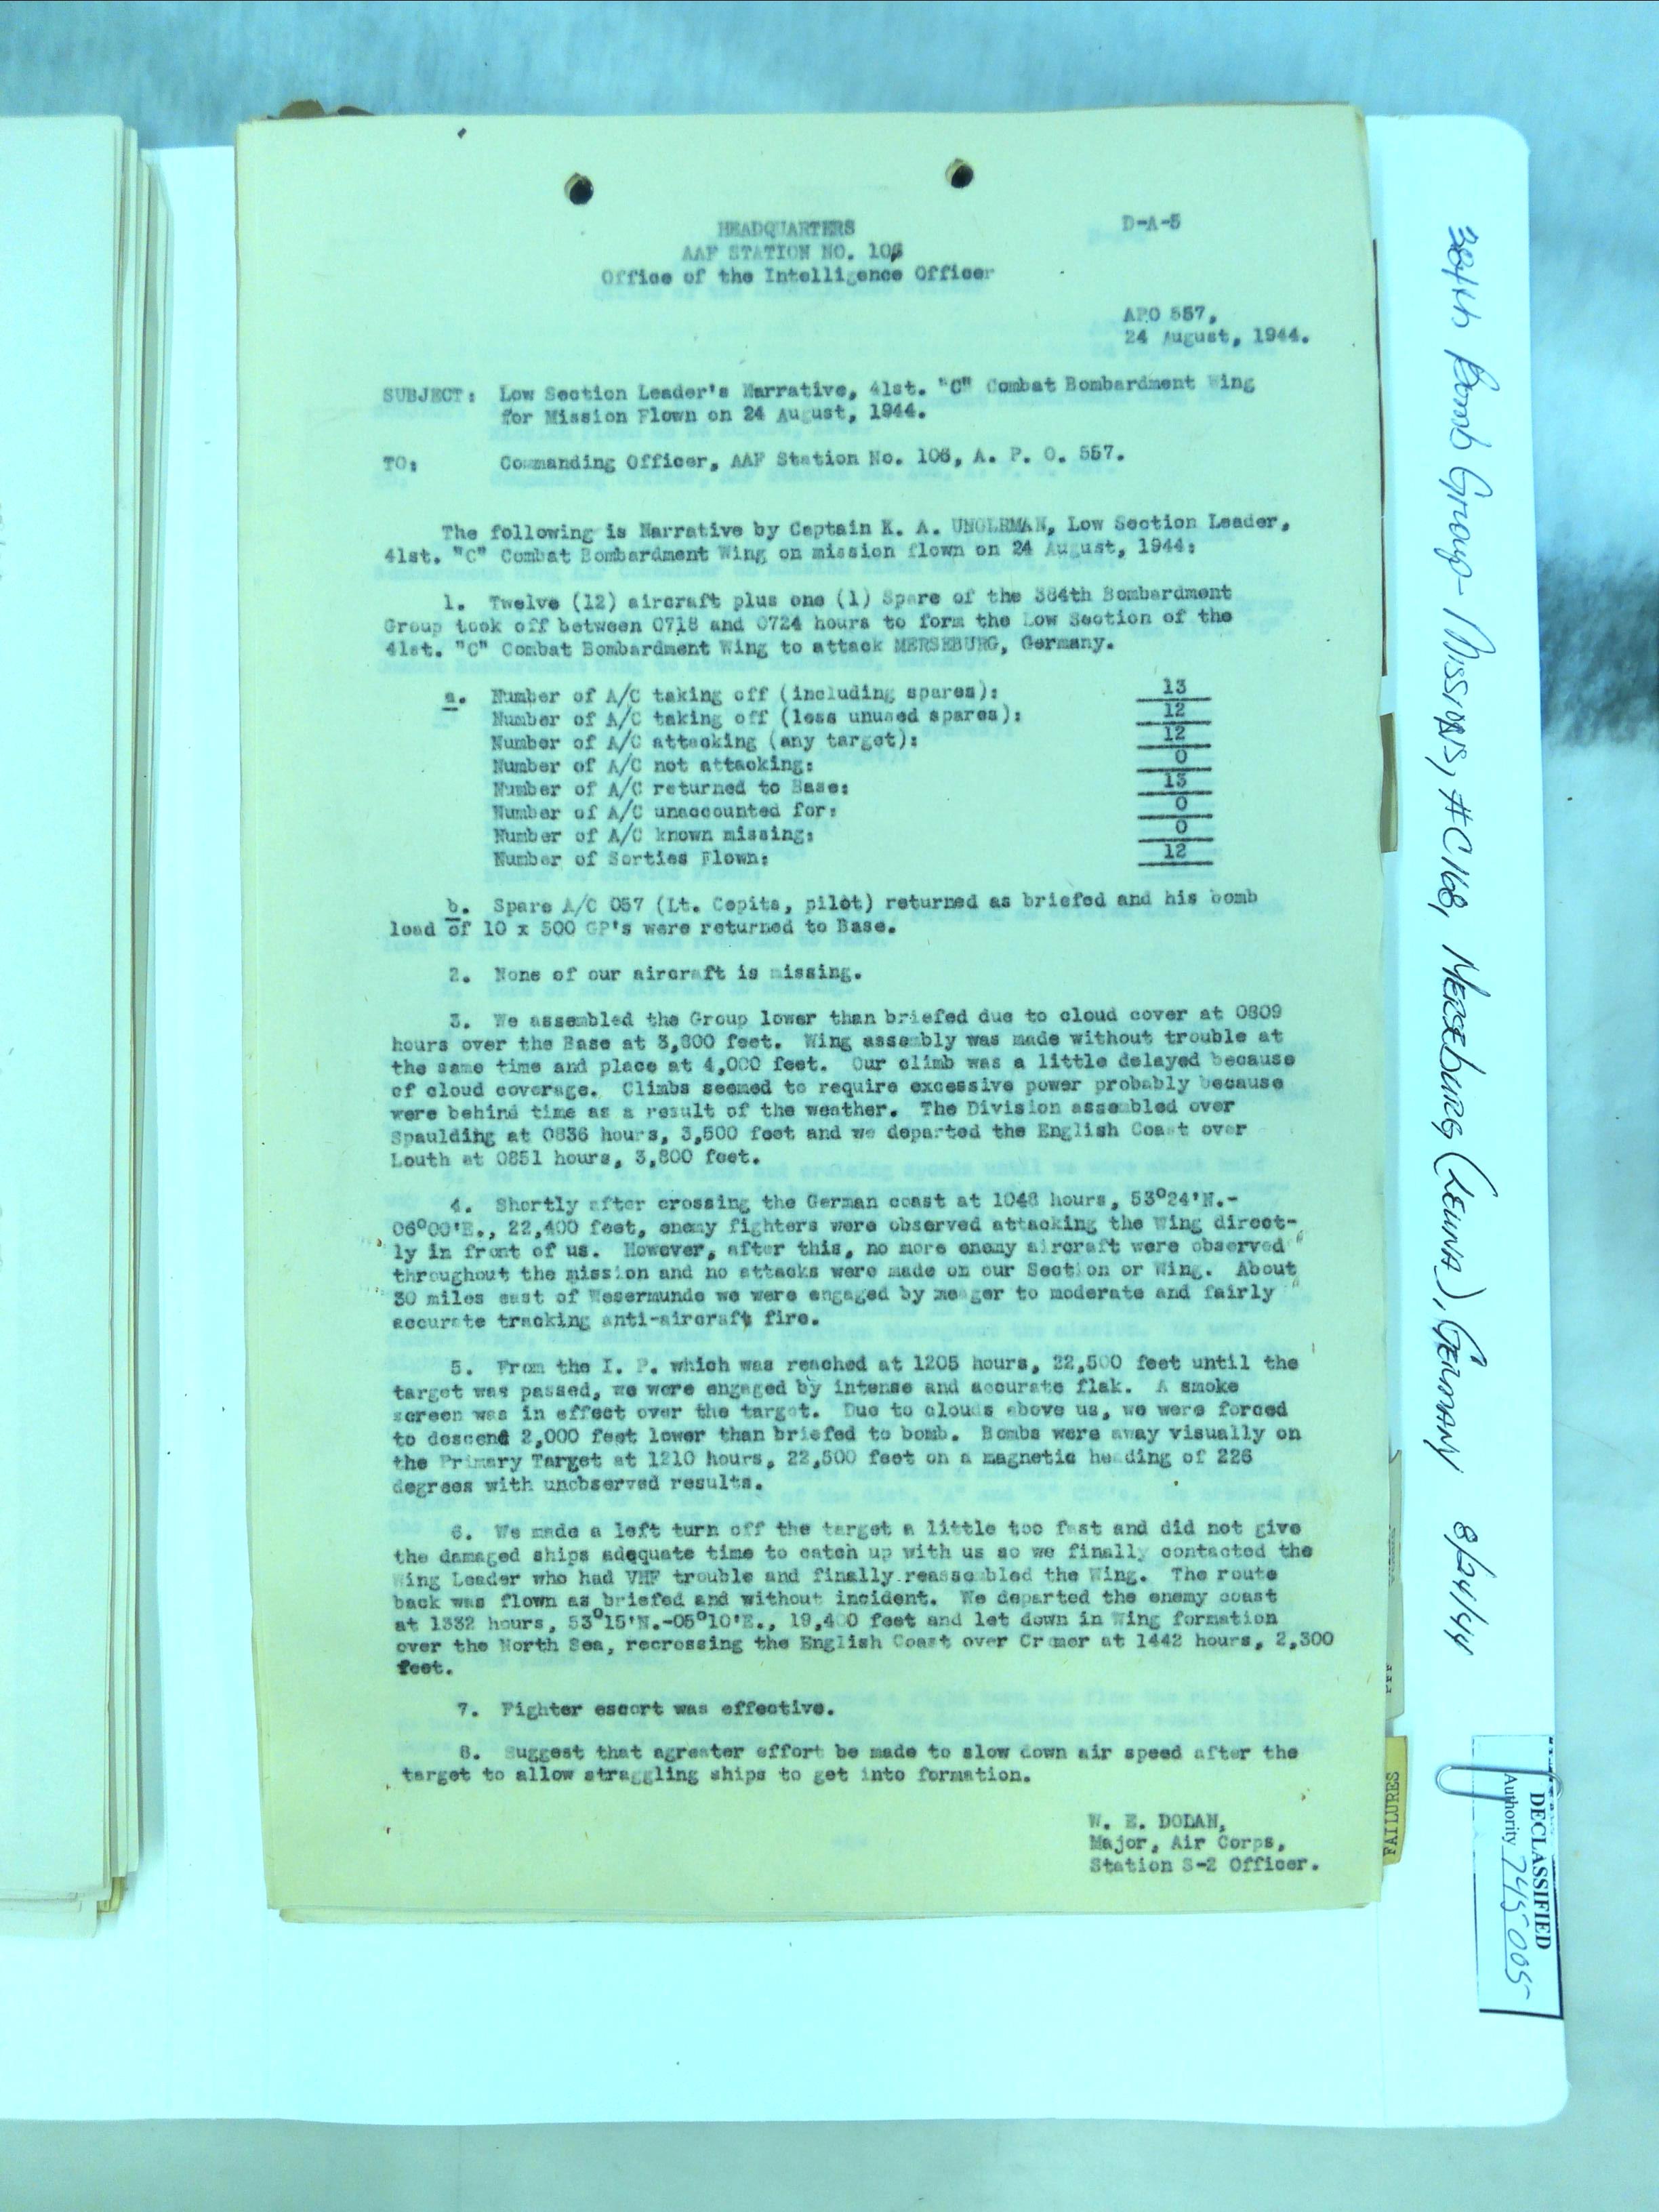 HEADQUARTERS
D-A-5
AAF STATION NO. 106
Office of the Intelligence Officer
APO 557,
24 August, 1944.
SUBJECT: Low Section Leader's Narrative, 41st. "C" Combat Bombardment Wing
for Mission Flown on 24 August, 1944.
TO: Commanding Officer, AAF Station No. 106, A. P. O. 557.
The following is Narrative by Captain K. A. UNGERMAN, Low Section Leader,
41st. "C" Combat Bombardment Wing on mission flown on 24 August, 1944:
1. Twelve (12) aircraft plus one (1) Spare of the 384th Bombardment
Group took off between 0718 and 0724 hours to form the Low Section of the
41st. "C" Combat Bombardment Wing to attack MERSEBURG, Germany.
a. Number of A/C taking off (including spares): 13
Number of A/C taking off (less unused spares): 12
Number of A/C attacking (any target): 12
Number of A/C not attacking: 0
Number of A/C returned to Base: 13
Number of A/C unaccounted for: 0
Number of A/C known missing: 0
Number of Sorties Flown: 12
b. Spare A/C 057 (Lt. Cepits, pilot) returned as briefed and his bomb
load of 10 x 500 GP's were returned to Base.
2. None of our aircraft is missing.
3. We assembled the Group lower than briefed due to cloud cover at 0809
hours over the Base at 3,800 feet. Wing assembly was made without trouble at
the same time and place at 4,000 feet. Our climb was a little delayed because
of cloud coverage. Climbs seemed to require excessive power probably because
were behind time as a result of the weather. The Division assembled over
Spaulding at 0836 hours, 3,500 feet and we departed the English Coast over
Louth at 0851 hours, 3,800 feet.
4. Shortly after crossing the German coast at 1048 hours, 53°24'N.-
06°00'E., 22,400 feet, enemy fighters were observed attacking the Wing direct-
ly in front of us. However, after this, no more enemy aircraft were observed
throughout the mission and no attacks were made on our Section or Wing. About
30 miles east of Wesermunde we were engaged by meager to moderate and fairly
accurate tracking anti-aircraft fire.
5. From the I. P. which was reached at 1205 hours, 22,500 feet until the
target was passed, we were engaged by intense and accurate flak. A smoke
screen was in effect over the target. Due to clouds above us, we were forced
to descend 2,000 feet lower than briefed to bomb. Bombs were away visually on
the Primary Target at 1210 hours, 22,500 feet on a magnetic heading of 226
degrees with unobserved results.
6. We made a left turn off the target a little too fast and did not give
the damaged ships adequate time to catch up with us so we finally contacted the
Wing Leader who had VHF trouble and finally reassembled the Wing. The route
back was flown as briefed and without incident. We departed the enemy coast
at 1332 hours, 53°15'N.-05°10'E., 19,400 feet and let down in Wing formation
over the North Sea, recrossing the English Coast over Cromer at 1442 hours, 2,300
feet.
7. Fighter escort was effective.
8. Suggest that agreater effort be made to slow down air speed after the
target to allow straggling ships to get into formation.
W. E. DOLAN,
Major, Air Corps,
Station S-2 Officer.
384th Bomb Group - Missions, #C168, Merseburg (Leuna), Germany 8/24/44
PFF
FAILURES
DECLASSIFIED
Authority 745005